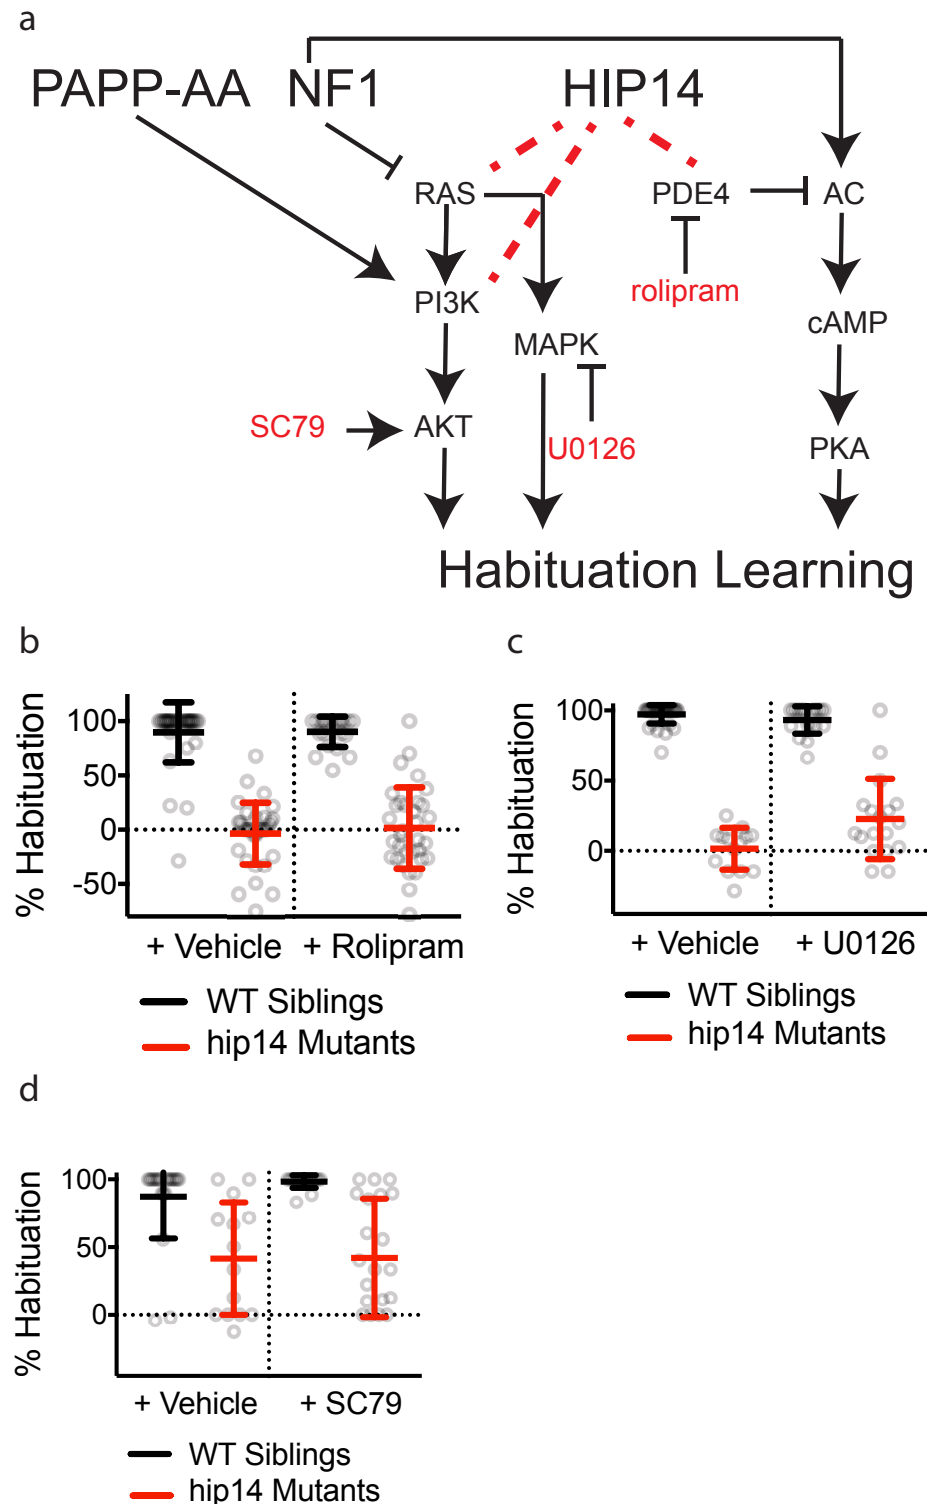 a
PAPP-AA NF1 HIP14
RAS PDE4 AC
PI3K rolipram cAMP
MAPK
SC79 AKT U0126 PKA
Habituation Learning
b
% Habituation
100
50
0
-50
+ Vehicle + Rolipram
WT Siblings
hip14 Mutants
c
% Habituation
100
50
0
+ Vehicle + U0126
WT Siblings
hip14 Mutants
d
% Habituation
100
50
0
+ Vehicle + SC79
WT Siblings
hip14 Mutants